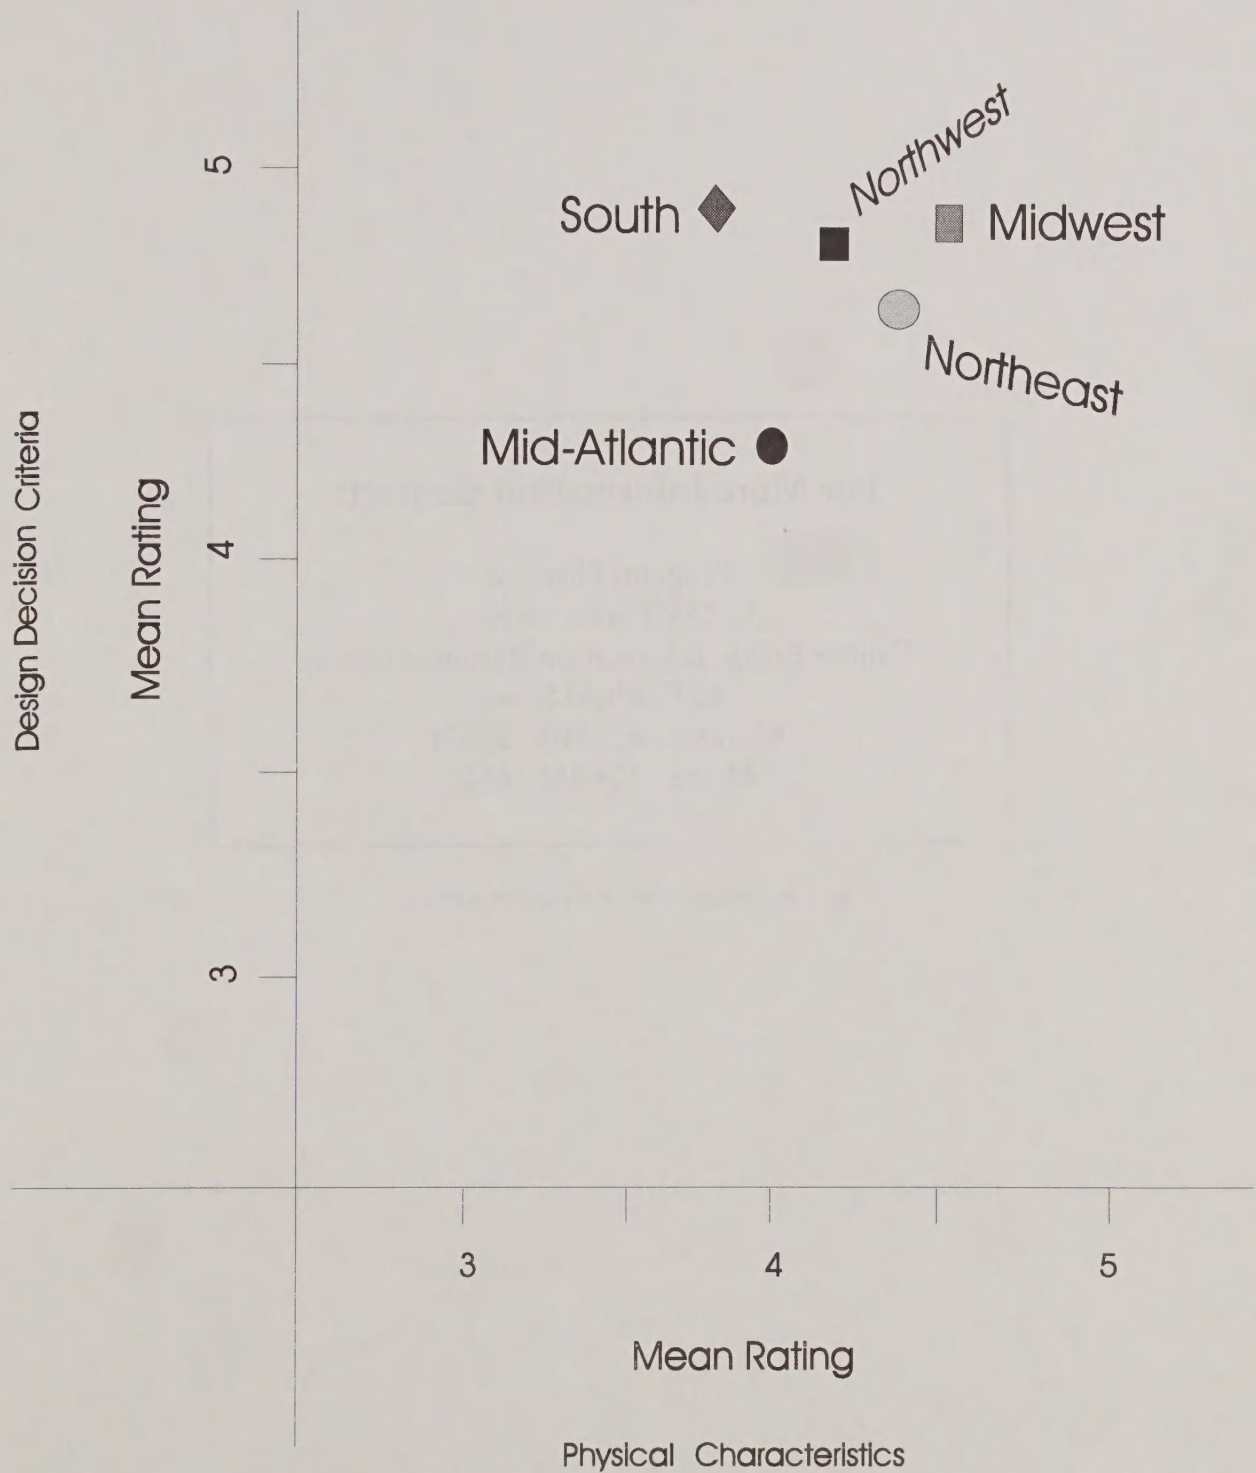 5
Northwest
South
Midwest
Northeast
Mid-Atlantic
Design Decision Criteria
Mean Rating
4
3
3 4 5
Mean Rating
Physical Characteristics